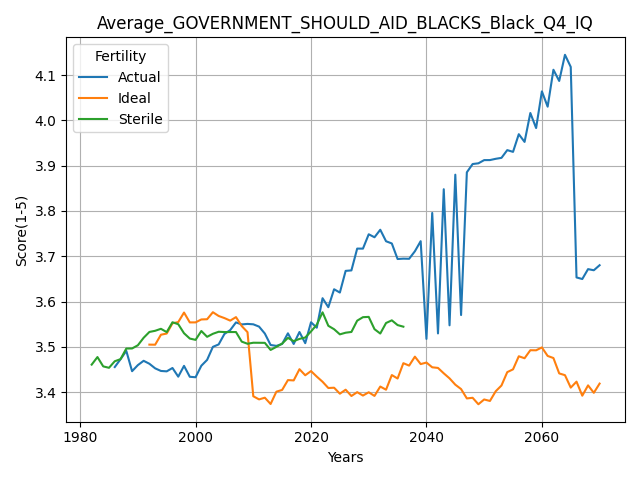 Average_GOVERNMENT_SHOULD_AID_BLACKS_Black_Q4_IQ
Fertility
Actual
Ideal
Sterile
Score(1-5)
4.1
4.0
3.9
3.8
3.7
3.6
3.5
3.4
1980
2000
2020
2040
2060
Years